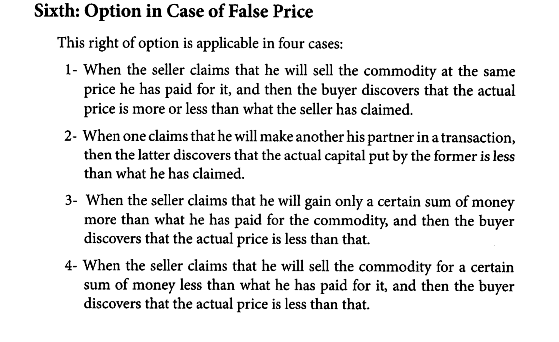 Sixth: Option in Case of False Price
This right of option is applicable in four cases:
1- When the seller claims that he will sell the commodity at the same
price he has paid for it, and then the buyer discovers that the actual
price is more or less than what the seller has claimed.
2- When one claims that he will make another his partner in a transaction,
then the latter discovers that the actual capital put by the former is less
than what he has claimed.
3- When the seller claims that he will gain only a certain sum of money
more than what he has paid for the commodity, and then the buyer
discovers that the actual price is less than that.
4- When the seller claims that he will sell the commodity for a certain
sum of money less than what he has paid for it, and then the buyer
discovers that the actual price is less than that.